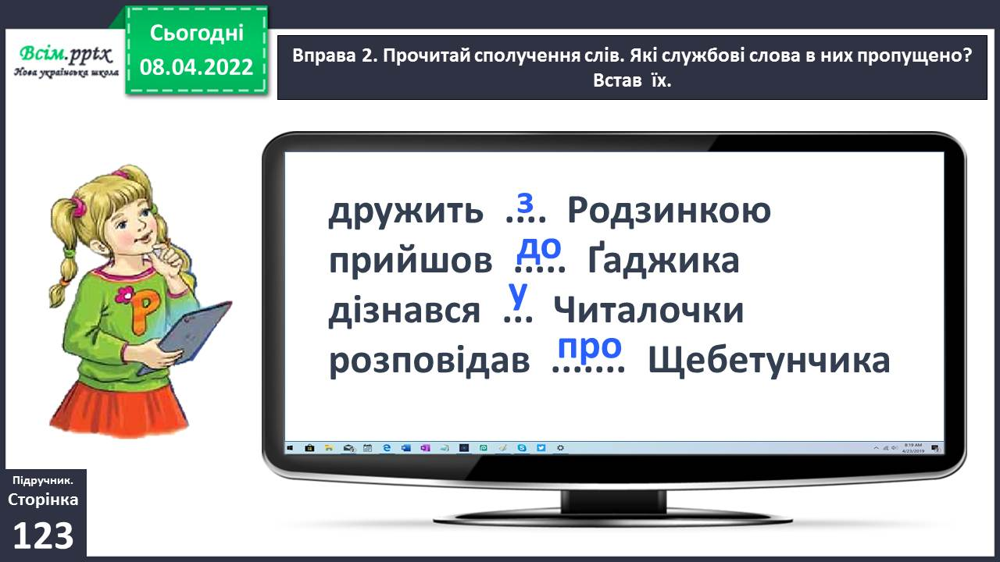 Всім.pptx
Нова українська школа
Сьогодні
08.04.2022
Вправа 2. Прочитай сполучення слів. Які службові слова в них пропущено?
Встав їх.
дружить ..з.. Родзинкою
прийшов ..до... Ґаджика
дізнався .у.. Читалочки
розповідав ...про.... Щебетунчика
8:19 AM
4/23/2019
Підручник.
Сторінка
123
Р